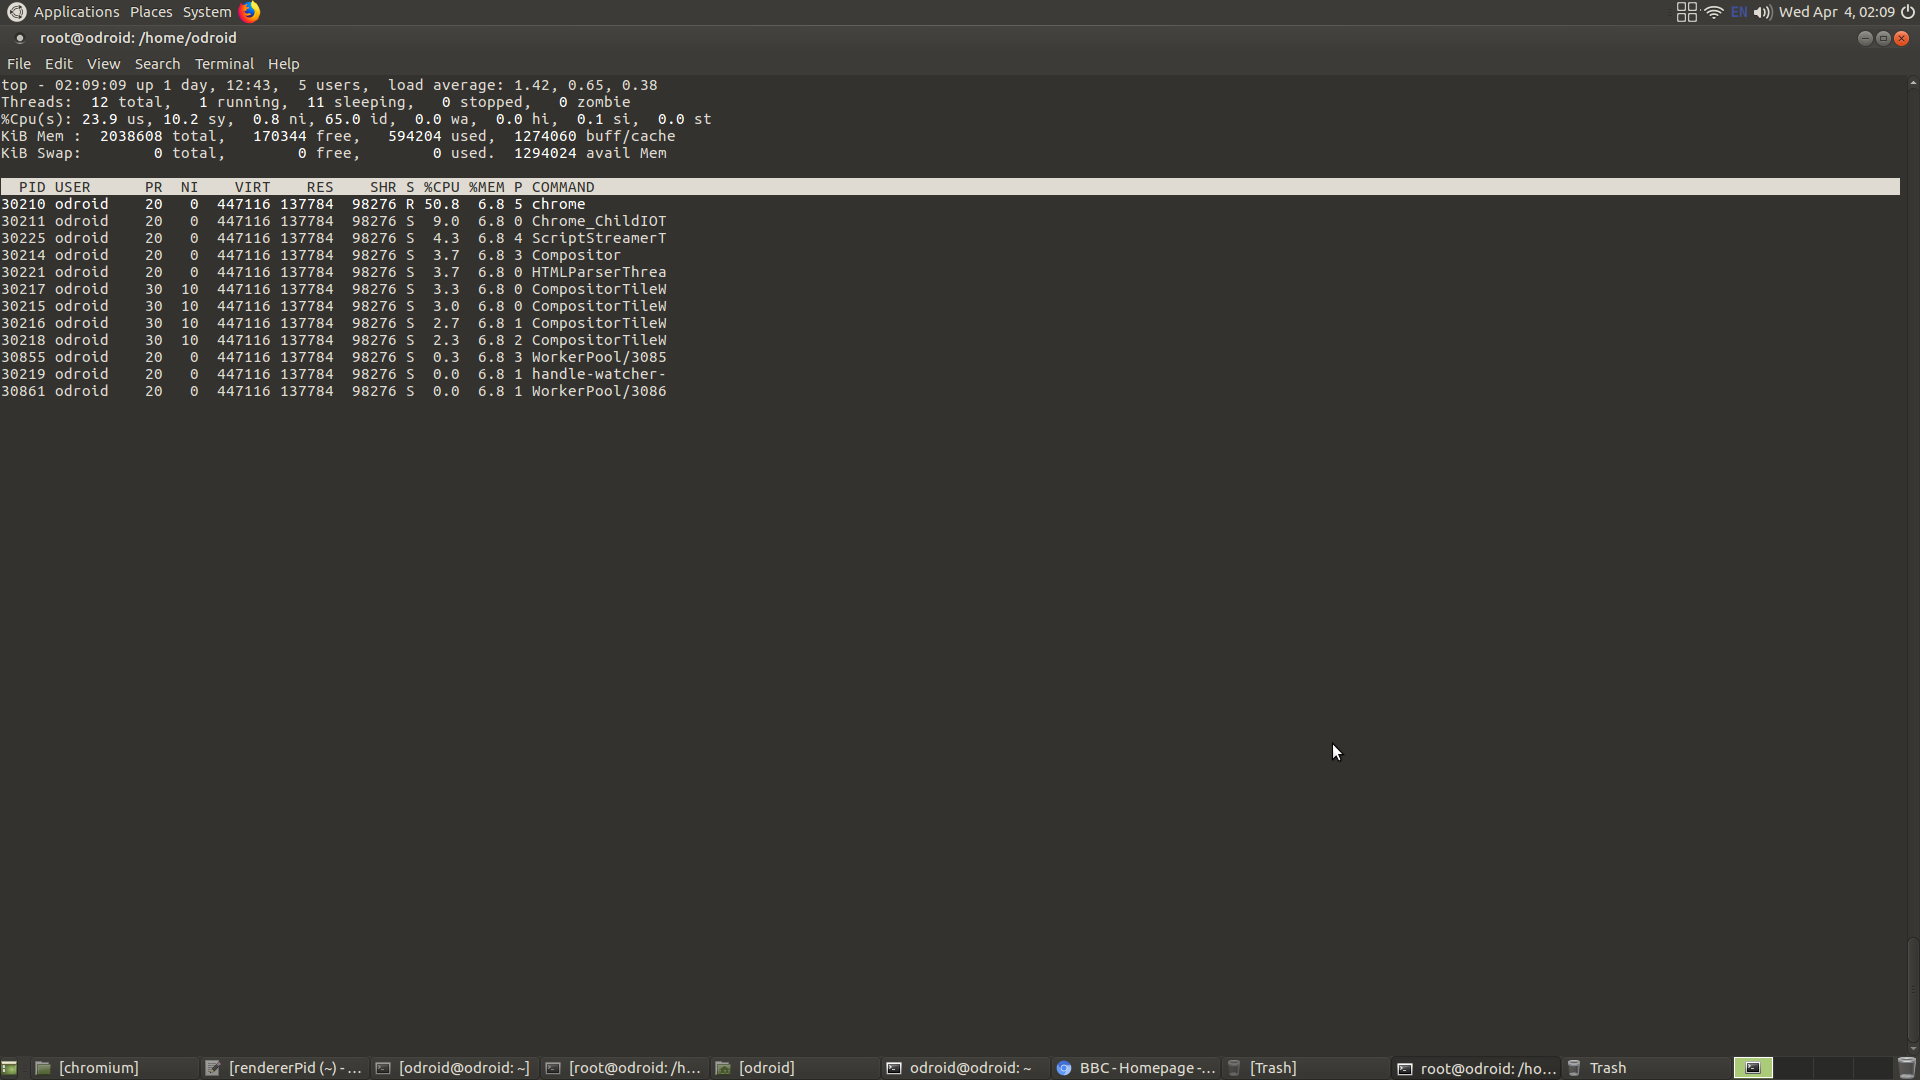 Applications Places System EN Wed Apr 4, 02:09
root@odroid: /home/odroid
File Edit View Search Terminal Help
top - 02:09:09 up 1 day, 12:43,  5 users,  load average: 1.42, 0.65, 0.38
Threads:  12 total,   1 running,  11 sleeping,   0 stopped,   0 zombie
%Cpu(s): 23.9 us, 10.2 sy,  0.8 ni, 65.0 id,  0.0 wa,  0.0 hi,  0.1 si,  0.0 st
KiB Mem :  2038608 total,   170344 free,   594204 used,  1274060 buff/cache
KiB Swap:        0 total,        0 free,        0 used.  1294024 avail Mem
PID USER      PR  NI    VIRT    RES    SHR S %CPU %MEM P COMMAND
30210 odroid    20   0  447116 137784  98276 R 50.8  6.8 5 chrome
30211 odroid    20   0  447116 137784  98276 S  9.0  6.8 0 Chrome_ChildIOT
30225 odroid    20   0  447116 137784  98276 S  4.3  6.8 4 ScriptStreamerT
30214 odroid    20   0  447116 137784  98276 S  3.7  6.8 3 Compositor
30221 odroid    20   0  447116 137784  98276 S  3.7  6.8 0 HTMLParserThrea
30217 odroid    30  10  447116 137784  98276 S  3.3  6.8 0 CompositorTileW
30215 odroid    30  10  447116 137784  98276 S  3.0  6.8 0 CompositorTileW
30216 odroid    30  10  447116 137784  98276 S  2.7  6.8 1 CompositorTileW
30218 odroid    30  10  447116 137784  98276 S  2.3  6.8 2 CompositorTileW
30855 odroid    20   0  447116 137784  98276 S  0.3  6.8 3 WorkerPool/3085
30219 odroid    20   0  447116 137784  98276 S  0.0  6.8 1 handle-watcher-
30861 odroid    20   0  447116 137784  98276 S  0.0  6.8 1 WorkerPool/3086
[chromium] [rendererPid (~) - ... [odroid@odroid: ~] [root@odroid: /h... [odroid] odroid@odroid: ~ BBC - Homepage -... [Trash] root@odroid: /ho... Trash